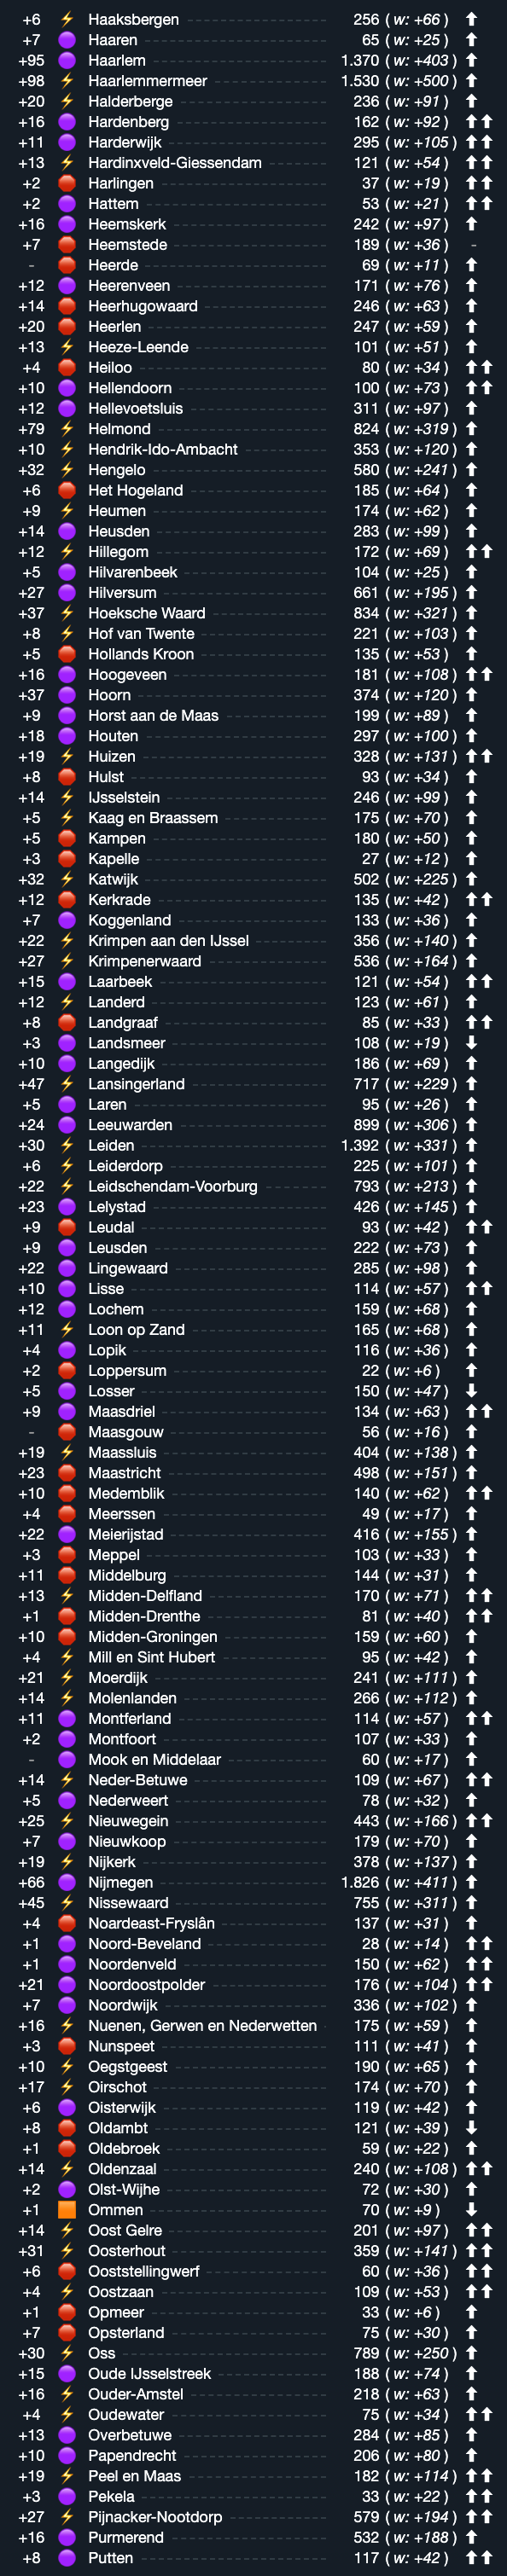 +6 ⚡ Haaksbergen 256 ( w: +66 ) ⬆
+7 🟣 Haaren 65 ( w: +25 ) ⬆
+95 🟣 Haarlem 1.370 ( w: +403 ) ⬆
+98 ⚡ Haarlemmermeer 1.530 ( w: +500 ) ⬆
+20 ⚡ Halderberge 236 ( w: +91 ) ⬆
+16 🟣 Hardenberg 162 ( w: +92 ) ⬆⬆
+11 🟣 Harderwijk 295 ( w: +105 ) ⬆⬆
+13 ⚡ Hardinxveld-Giessendam 121 ( w: +54 ) ⬆⬆
+2 🛑 Harlingen 37 ( w: +19 ) ⬆⬆
+2 🟣 Hattem 53 ( w: +21 ) ⬆⬆
+16 🟣 Heemskerk 242 ( w: +97 ) ⬆
+7 🛑 Heemstede 189 ( w: +36 ) -
- 🛑 Heerde 69 ( w: +11 ) ⬆
+12 🟣 Heerenveen 171 ( w: +76 ) ⬆
+14 🛑 Heerhugowaard 246 ( w: +63 ) ⬆
+20 🛑 Heerlen 247 ( w: +59 ) ⬆
+13 ⚡ Heeze-Leende 101 ( w: +51 ) ⬆
+4 🛑 Heiloo 80 ( w: +34 ) ⬆⬆
+10 🟣 Hellendoorn 100 ( w: +73 ) ⬆⬆
+12 🟣 Hellevoetsluis 311 ( w: +97 ) ⬆
+79 ⚡ Helmond 824 ( w: +319 ) ⬆
+10 ⚡ Hendrik-Ido-Ambacht 353 ( w: +120 ) ⬆
+32 ⚡ Hengelo 580 ( w: +241 ) ⬆
+6 🛑 Het Hogeland 185 ( w: +64 ) ⬆
+9 ⚡ Heumen 174 ( w: +62 ) ⬆
+14 🟣 Heusden 283 ( w: +99 ) ⬆
+12 ⚡ Hillegom 172 ( w: +69 ) ⬆⬆
+5 🟣 Hilvarenbeek 104 ( w: +25 ) ⬆
+27 🟣 Hilversum 661 ( w: +195 ) ⬆
+37 ⚡ Hoeksche Waard 834 ( w: +321 ) ⬆
+8 ⚡ Hof van Twente 221 ( w: +103 ) ⬆
+5 🛑 Hollands Kroon 135 ( w: +53 ) ⬆
+16 🟣 Hoogeveen 181 ( w: +108 ) ⬆⬆
+37 🟣 Hoorn 374 ( w: +120 ) ⬆
+9 🟣 Horst aan de Maas 199 ( w: +89 ) ⬆
+18 🟣 Houten 297 ( w: +100 ) ⬆
+19 ⚡ Huizen 328 ( w: +131 ) ⬆⬆
+8 🛑 Hulst 93 ( w: +34 ) ⬆
+14 ⚡ IJsselstein 246 ( w: +99 ) ⬆
+5 ⚡ Kaag en Braassem 175 ( w: +70 ) ⬆
+5 🛑 Kampen 180 ( w: +50 ) ⬆
+3 🛑 Kapelle 27 ( w: +12 ) ⬆
+32 ⚡ Katwijk 502 ( w: +225 ) ⬆
+12 🛑 Kerkrade 135 ( w: +42 ) ⬆⬆
+7 🟣 Koggenland 133 ( w: +36 ) ⬆
+22 ⚡ Krimpen aan den IJssel 356 ( w: +140 ) ⬆
+27 ⚡ Krimpenerwaard 536 ( w: +164 ) ⬆
+15 🟣 Laarbeek 121 ( w: +54 ) ⬆⬆
+12 ⚡ Landerd 123 ( w: +61 ) ⬆
+8 🛑 Landgraaf 85 ( w: +33 ) ⬆⬆
+3 🟣 Landsmeer 108 ( w: +19 ) ⬇
+10 🟣 Langedijk 186 ( w: +69 ) ⬆
+47 ⚡ Lansingerland 717 ( w: +229 ) ⬆
+5 🟣 Laren 95 ( w: +26 ) ⬆
+24 🟣 Leeuwarden 899 ( w: +306 ) ⬆
+30 ⚡ Leiden 1.392 ( w: +331 ) ⬆
+6 ⚡ Leiderdorp 225 ( w: +101 ) ⬆
+22 ⚡ Leidschendam-Voorburg 793 ( w: +213 ) ⬆
+23 🟣 Lelystad 426 ( w: +145 ) ⬆
+9 🛑 Leudal 93 ( w: +42 ) ⬆⬆
+9 🟣 Leusden 222 ( w: +73 ) ⬆
+22 🟣 Lingewaard 285 ( w: +98 ) ⬆
+10 🟣 Lisse 114 ( w: +57 ) ⬆⬆
+12 🟣 Lochem 159 ( w: +68 ) ⬆
+11 ⚡ Loon op Zand 165 ( w: +68 ) ⬆
+4 🟣 Lopik 116 ( w: +36 ) ⬆
+2 🛑 Loppersum 22 ( w: +6 ) ⬆
+5 🟣 Losser 150 ( w: +47 ) ⬇
+9 🟣 Maasdriel 134 ( w: +63 ) ⬆⬆
- 🛑 Maasgouw 56 ( w: +16 ) ⬆
+19 ⚡ Maassluis 404 ( w: +138 ) ⬆
+23 🛑 Maastricht 498 ( w: +151 ) ⬆
+10 🛑 Medemblik 140 ( w: +62 ) ⬆⬆
+4 🛑 Meerssen 49 ( w: +17 ) ⬆
+22 🟣 Meierijstad 416 ( w: +155 ) ⬆
+3 🛑 Meppel 103 ( w: +33 ) ⬆
+11 🛑 Middelburg 144 ( w: +31 ) ⬆
+13 ⚡ Midden-Delfland 170 ( w: +71 ) ⬆⬆
+1 🛑 Midden-Drenthe 81 ( w: +40 ) ⬆⬆
+10 🛑 Midden-Groningen 159 ( w: +60 ) ⬆
+4 ⚡ Mill en Sint Hubert 95 ( w: +42 ) ⬆
+21 ⚡ Moerdijk 241 ( w: +111 ) ⬆
+14 ⚡ Molenlanden 266 ( w: +112 ) ⬆
+11 🟣 Montferland 114 ( w: +57 ) ⬆⬆
+2 🟣 Montfoort 107 ( w: +33 ) ⬆
- 🟣 Mook en Middelaar 60 ( w: +17 ) ⬆
+14 ⚡ Neder-Betuwe 109 ( w: +67 ) ⬆⬆
+5 🟣 Nederweert 78 ( w: +32 ) ⬆
+25 ⚡ Nieuwegein 443 ( w: +166 ) ⬆⬆
+7 🟣 Nieuwkoop 179 ( w: +70 ) ⬆
+19 ⚡ Nijkerk 378 ( w: +137 ) ⬆
+66 🟣 Nijmegen 1.826 ( w: +411 ) ⬆
+45 ⚡ Nissewaard 755 ( w: +311 ) ⬆
+4 🛑 Noardeast-Fryslân 137 ( w: +31 ) ⬆
+1 🟣 Noord-Beveland 28 ( w: +14 ) ⬆⬆
+1 🟣 Noordenveld 150 ( w: +62 ) ⬆⬆
+21 🟣 Noordoostpolder 176 ( w: +104 ) ⬆⬆
+7 🟣 Noordwijk 336 ( w: +102 ) ⬆
+16 ⚡ Nuenen, Gerwen en Nederwetten 175 ( w: +59 ) ⬆
+3 🛑 Nunspeet 111 ( w: +41 ) ⬆
+10 ⚡ Oegstgeest 190 ( w: +65 ) ⬆
+17 ⚡ Oirschot 174 ( w: +70 ) ⬆
+6 🟣 Oisterwijk 119 ( w: +42 ) ⬆
+8 🛑 Oldambt 121 ( w: +39 ) ⬇
+1 🛑 Oldebroek 59 ( w: +22 ) ⬆
+14 ⚡ Oldenzaal 240 ( w: +108 ) ⬆⬆
+2 🟣 Olst-Wijhe 72 ( w: +30 ) ⬆
+1 🟧 Ommen 70 ( w: +9 ) ⬇
+14 ⚡ Oost Gelre 201 ( w: +97 ) ⬆⬆
+31 ⚡ Oosterhout 359 ( w: +141 ) ⬆⬆
+6 🛑 Ooststellingwerf 60 ( w: +36 ) ⬆⬆
+4 ⚡ Oostzaan 109 ( w: +53 ) ⬆⬆
+1 🛑 Opmeer 33 ( w: +6 ) ⬆
+7 🛑 Opsterland 75 ( w: +30 ) ⬆
+30 ⚡ Oss 789 ( w: +250 ) ⬆
+15 🟣 Oude IJsselstreek 188 ( w: +74 ) ⬆
+16 ⚡ Ouder-Amstel 218 ( w: +63 ) ⬆
+4 ⚡ Oudewater 75 ( w: +34 ) ⬆⬆
+13 🟣 Overbetuwe 284 ( w: +85 ) ⬆
+10 🟣 Papendrecht 206 ( w: +80 ) ⬆
+19 ⚡ Peel en Maas 182 ( w: +114 ) ⬆⬆
+3 🟣 Pekela 33 ( w: +22 ) ⬆⬆
+27 ⚡ Pijnacker-Nootdorp 579 ( w: +194 ) ⬆⬆
+16 🟣 Purmerend 532 ( w: +188 ) ⬆
+8 🟣 Putten 117 ( w: +42 ) ⬆⬆